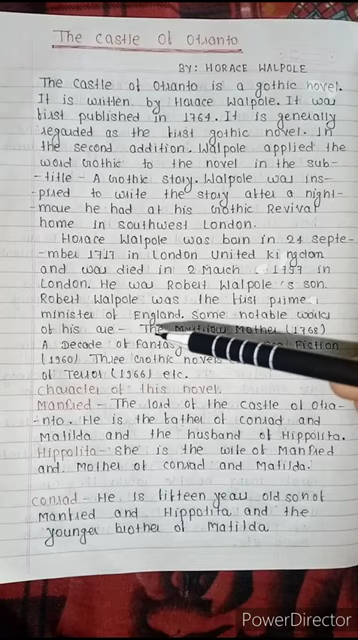 The Castle Of Otranto
BY: HORACE WALPOLE
The castle of Otranto is a gothic novel.
It is written by Horace Walpole. It was
first published in 1764. It is generally
regarded as the first gothic novel. In
the second addition. Walpole applied the
word Gothic to the novel in the sub-
-title - A Gothic story. Walpole was ins-
-pired to write the story after a night-
-mare he had at his Gothic Revival
home in southwest London.
Horace Walpole was born in 24 septe-
-mber 1717 in London United kingdom
and was died in 2 March 1797 in
London. He was Robert Walpole's son.
Robert Walpole was the first prime
minister of England. Some notable works
of his are - The Mother (1768)
A Decade of Fiction
(1960) Three Gothic novels
of Terror (1966) etc.
character of this novel.
Manfred - The lord of the castle of Otra-
-nto. He is the father of conrad and
Matilda and the husband of Hippolita.
Hippolita - she is the wife of Manfred
and Mother of conrad and Matilda.
conrad - He is fifteen year old son of
Manfred and Hippolita and the
younger brother of Matilda
PowerDirector